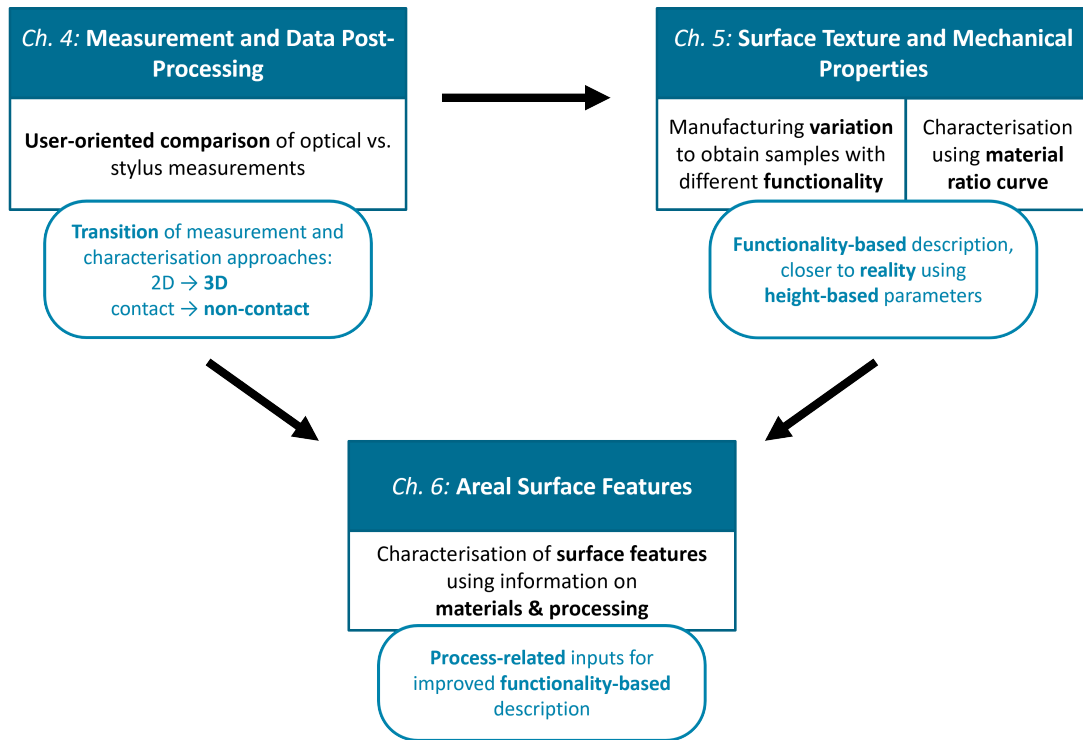 Ch. 4: Measurement and Data Post-
Processing
User-oriented comparison of optical vs.
stylus measurements
Transition of measurement and
characterisation approaches:
2D → 3D
contact → non-contact
Ch. 5: Surface Texture and Mechanical
Properties
Manufacturing variation
to obtain samples with
different functionality
Characterisation
using material
ratio curve
Functionality-based description,
closer to reality using
height-based parameters
Ch. 6: Areal Surface Features
Characterisation of surface features
using information on
materials & processing
Process-related inputs for
improved functionality-based
description